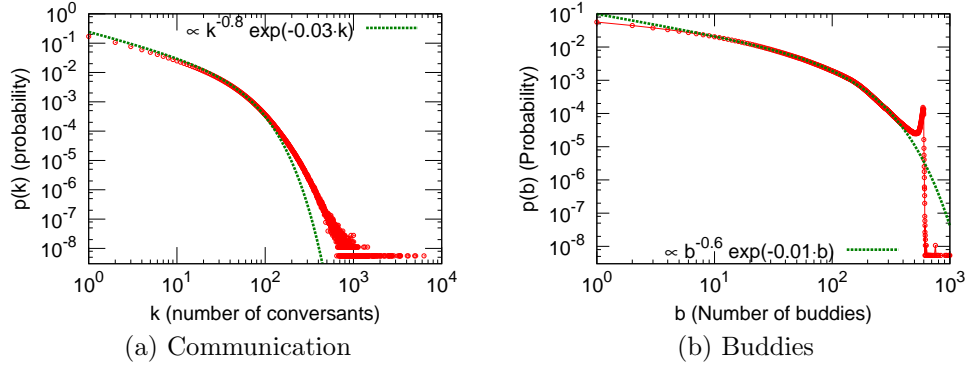 10^0
10^-1
10^-2
10^-3
10^-4
10^-5
10^-6
10^-7
10^-8
p(k) (probability)
∝ k^-0.8 exp(-0.03·k)
10^0 10^1 10^2 10^3 10^4
k (number of conversants)
(a) Communication
10^-1
10^-2
10^-3
10^-4
10^-5
10^-6
10^-7
10^-8
p(b) (Probability)
∝ b^-0.6 exp(-0.01·b)
10^0 10^1 10^2 10^3
b (Number of buddies)
(b) Buddies